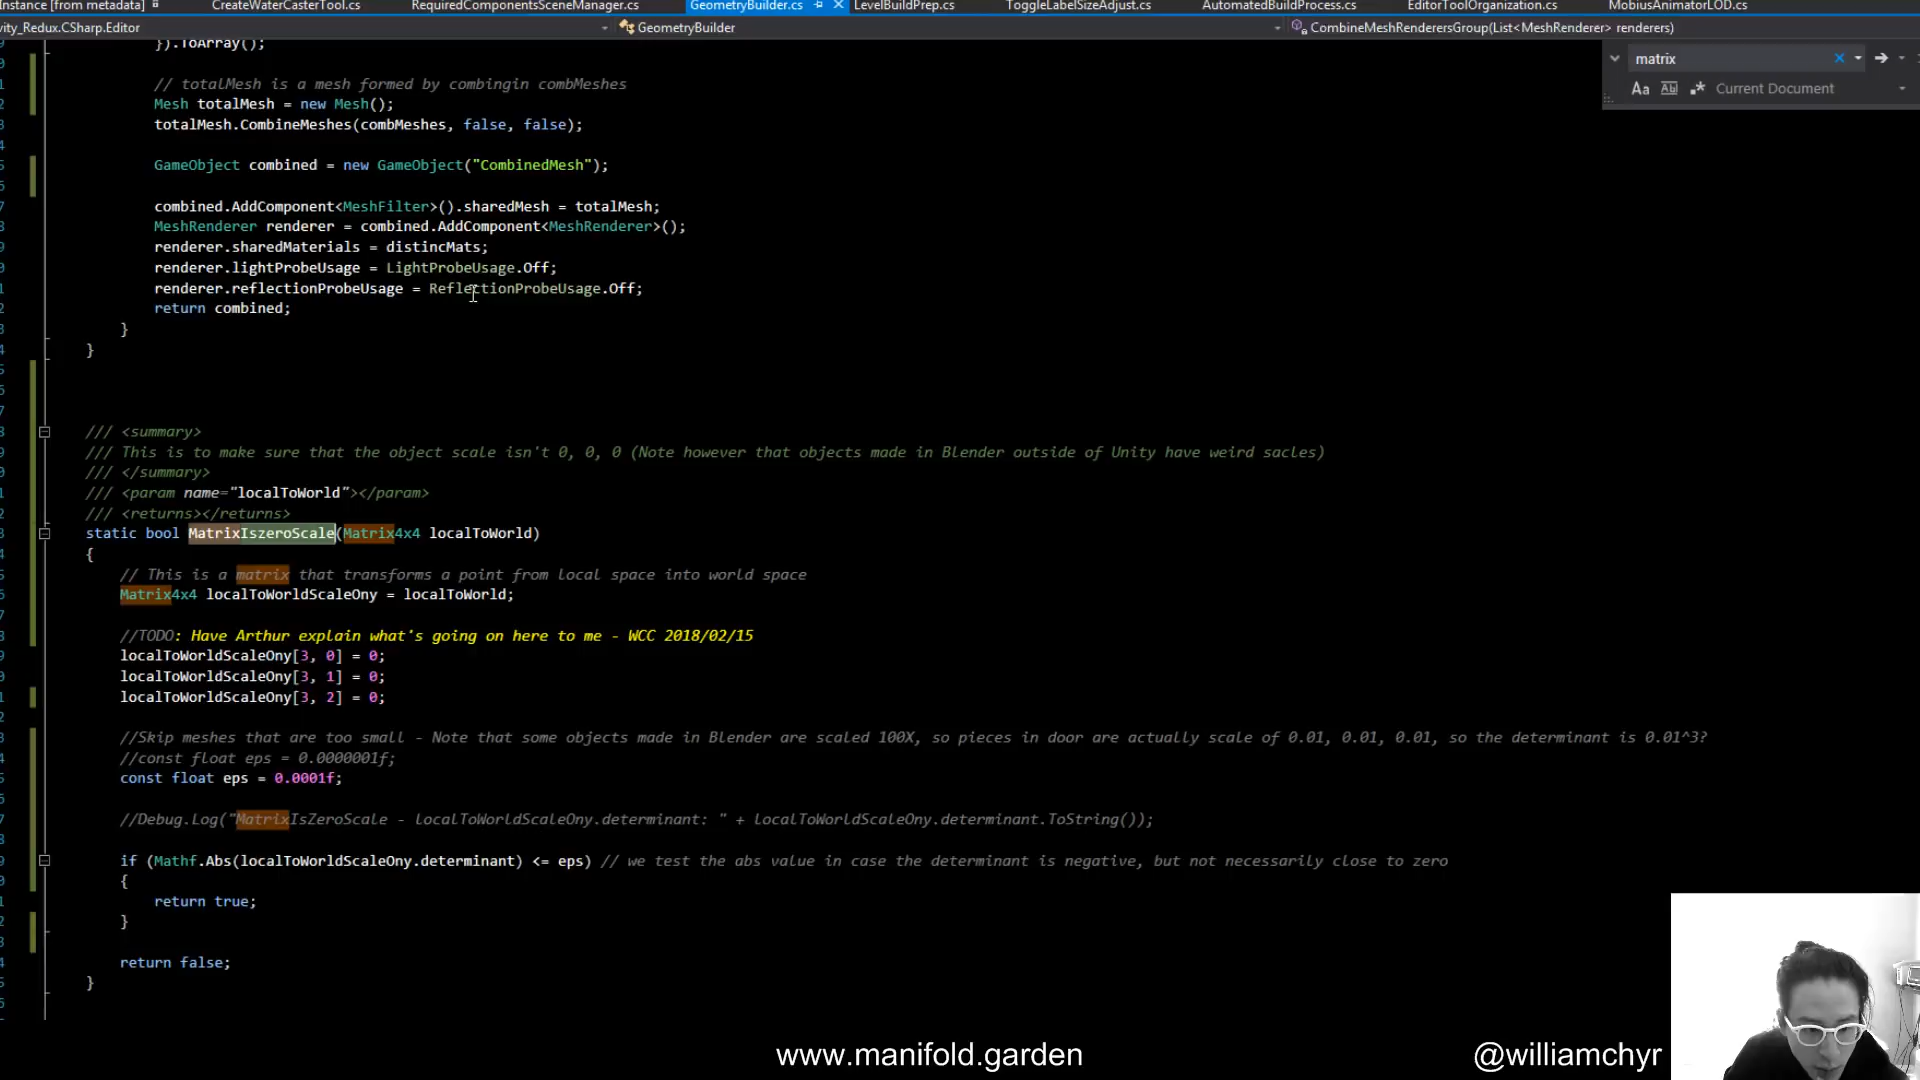 Instance [from metadata] CreateWaterCasterTool.cs RequiredComponentsSceneManager.cs GeometryBuilder.cs LevelBuildPrep.cs ToggleLabelSizeAdjust.cs AutomatedBuildProcess.cs EditorToolOrganization.cs MobiusAnimatorLOD.cs
vity_Redux.CSharp.Editor GeometryBuilder CombineMeshRenderersGroup(List<MeshRenderer> renderers)
}).ToArray();
matrix
Aa Ab Current Document
// totalMesh is a mesh formed by combingin combMeshes
Mesh totalMesh = new Mesh();
totalMesh.CombineMeshes(combMeshes, false, false);
GameObject combined = new GameObject("CombinedMesh");
combined.AddComponent<MeshFilter>().sharedMesh = totalMesh;
MeshRenderer renderer = combined.AddComponent<MeshRenderer>();
renderer.sharedMaterials = distincMats;
renderer.lightProbeUsage = LightProbeUsage.Off;
renderer.reflectionProbeUsage = ReflectionProbeUsage.Off;
return combined;
}
}
/// <summary>
/// This is to make sure that the object scale isn't 0, 0, 0 (Note however that objects made in Blender outside of Unity have weird sacles)
/// </summary>
/// <param name="localToWorld"></param>
/// <returns></returns>
static bool MatrixIszeroScale(Matrix4x4 localToWorld)
{
// This is a matrix that transforms a point from local space into world space
Matrix4x4 localToWorldScaleOny = localToWorld;
//TODO: Have Arthur explain what's going on here to me - WCC 2018/02/15
localToWorldScaleOny[3, 0] = 0;
localToWorldScaleOny[3, 1] = 0;
localToWorldScaleOny[3, 2] = 0;
//Skip meshes that are too small - Note that some objects made in Blender are scaled 100X, so pieces in door are actually scale of 0.01, 0.01, 0.01, so the determinant is 0.01^3?
//const float eps = 0.0000001f;
const float eps = 0.0001f;
//Debug.Log("MatrixIsZeroScale - localToWorldScaleOny.determinant: " + localToWorldScaleOny.determinant.ToString());
if (Mathf.Abs(localToWorldScaleOny.determinant) <= eps) // we test the abs value in case the determinant is negative, but not necessarily close to zero
{
return true;
}
return false;
}
www.manifold.garden
@williamchyr